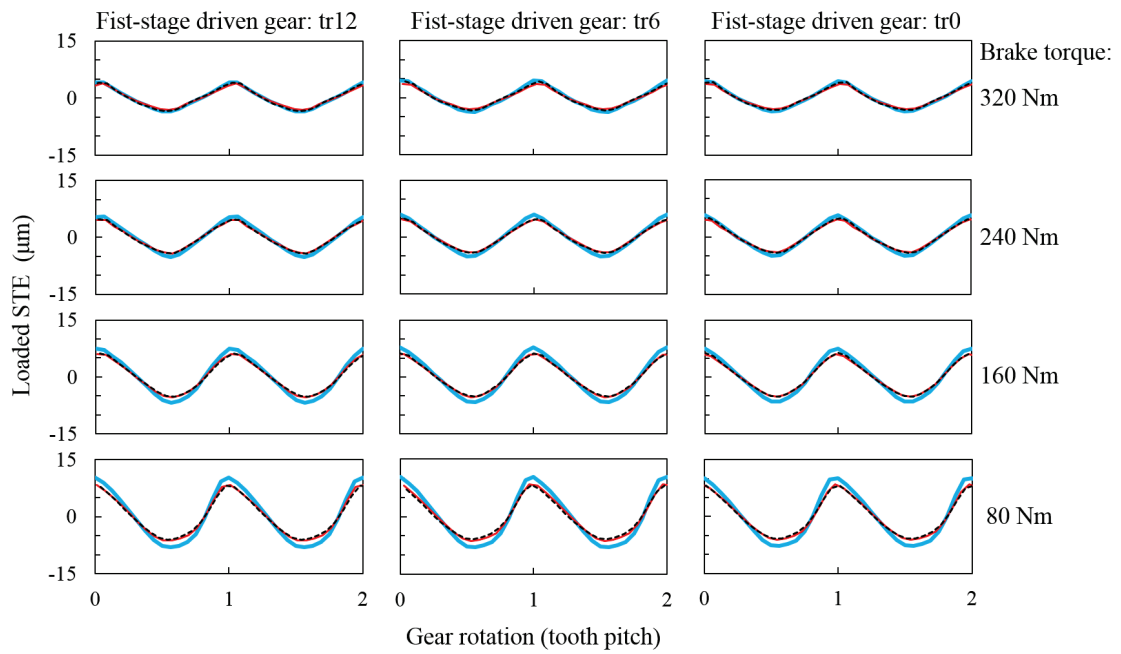 Fist-stage driven gear: tr12
Fist-stage driven gear: tr6
Fist-stage driven gear: tr0
Brake torque:
15
0
-15
320 Nm
15
0
-15
240 Nm
Loaded STE (μm)
15
0
-15
160 Nm
15
0
-15
80 Nm
0 1 2
0 1 2
0 1 2
Gear rotation (tooth pitch)